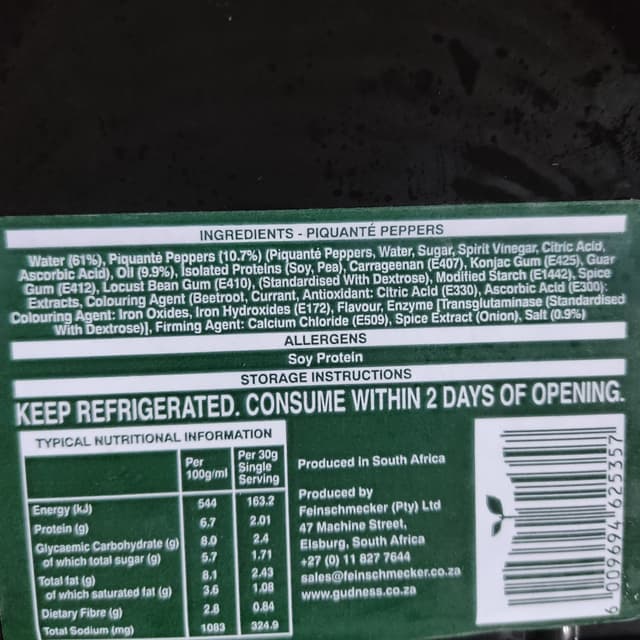 INGREDIENTS - PIQUANTÉ PEPPERS
Water (61%), Piquanté Peppers (10.7%) (Piquanté Peppers, Water, Sugar, Spirit Vinegar, Citric Acid,
Ascorbic Acid), Oil (9.9%), Isolated Proteins (Soy, Pea), Carrageenan (E407), Konjac Gum (E425), Guar
Gum (E412), Locust Bean Gum (E410), (Standardised With Dextrose), Modified Starch (E1442), Spice
Extracts, Colouring Agent (Beetroot, Currant, Antioxidant: Citric Acid (E330), Ascorbic Acid (E300);
Colouring Agent: Iron Oxides, Iron Hydroxides (E172), Flavour, Enzyme [Transglutaminase (Standardised
With Dextrose)], Firming Agent: Calcium Chloride (E509), Spice Extract (Onion), Salt (0.9%)
ALLERGENS
Soy Protein
STORAGE INSTRUCTIONS
KEEP REFRIGERATED. CONSUME WITHIN 2 DAYS OF OPENING.
TYPICAL NUTRITIONAL INFORMATION
Per 100g/ml Per 30g Single Serving
Energy (kJ) 544 163.2
Protein (g) 6.7 2.01
Glycaemic Carbohydrate (g) 8.0 2.4
of which total sugar (g) 5.7 1.71
Total fat (g) 8.1 2.43
of which saturated fat (g) 3.6 1.08
Dietary Fibre (g) 2.8 0.84
Total Sodium (mg) 1083 324.9
Produced in South Africa
Produced by
Feinschmecker (Pty) Ltd
47 Machine Street,
Elsburg, South Africa
+27 (0) 11 827 7644
sales@feinschmecker.co.za
www.gudness.co.za
6 009694 625357